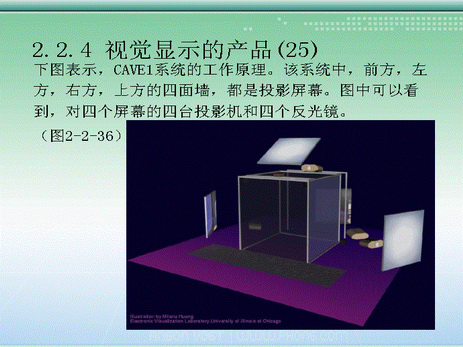 2.2.4 视觉显示的产品(25)
下图表示，CAVE1系统的工作原理。该系统中，前方，左
方，右方，上方的四面墙，都是投影屏幕。图中可以看
到，对四个屏幕的四台投影机和四个反光镜。
（图2-2-36）
Illustration by Milana Huang
Electronic Visualization Laboratory, University of Illinois at Chicago